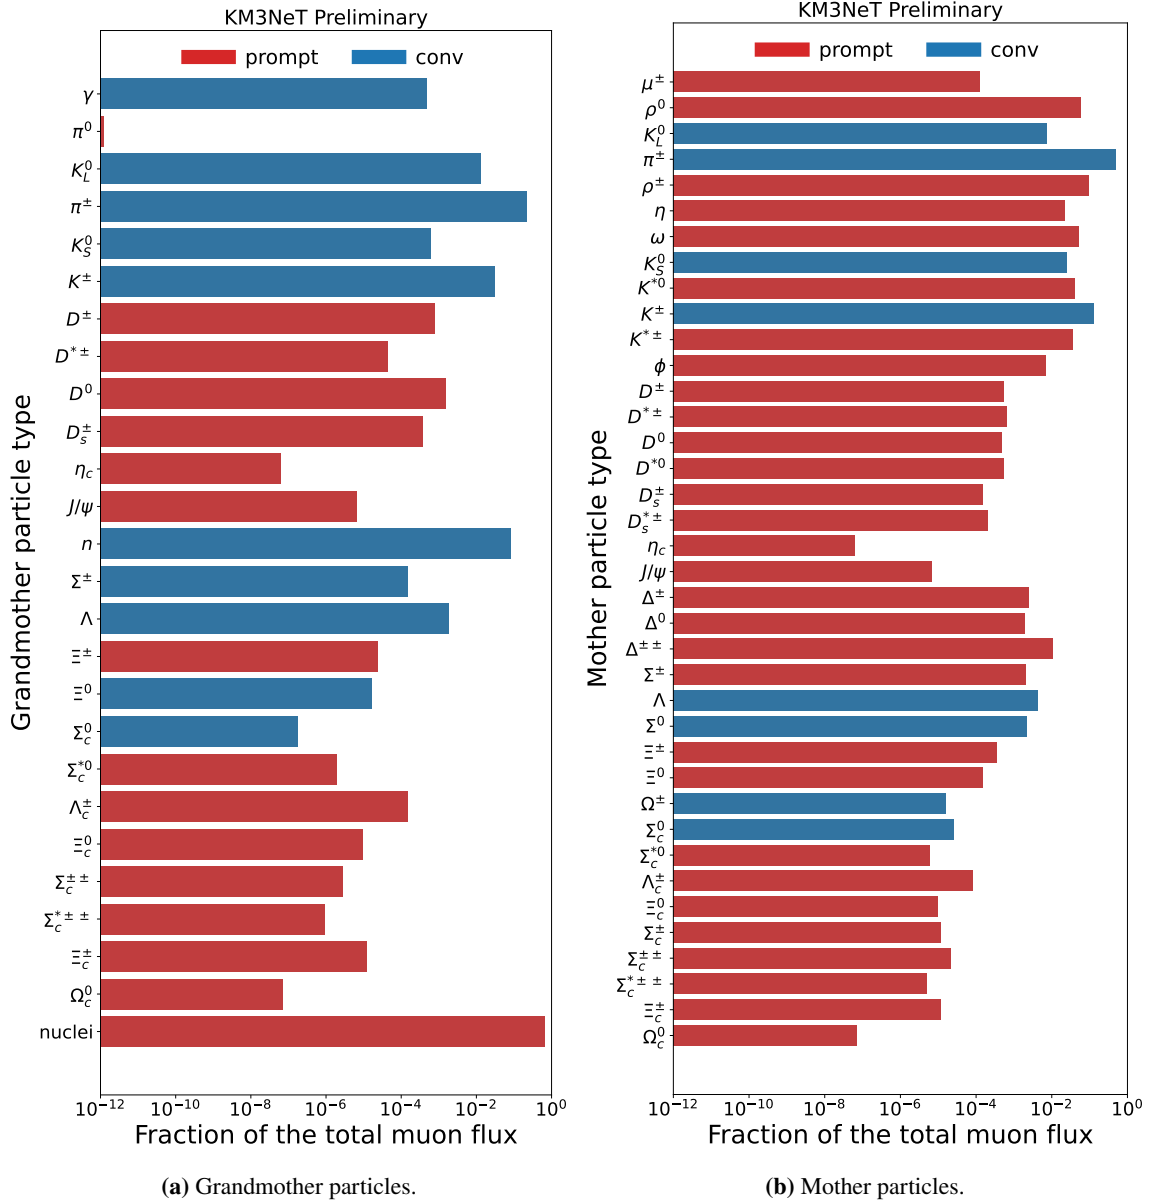 KM3NeT Preliminary
prompt conv
Grandmother particle type
γ
π⁰
K⁰_L
π±
K⁰_S
K±
D±
D*±
D⁰
D±_s
η_c
J/ψ
n
Σ±
Λ
Ξ±
Ξ⁰
Σ⁰_c
Σ*⁰_c
Λ±_c
Ξ⁰_c
Σ±±_c
Σ*±±_c
Ξ±_c
Ω⁰_c
nuclei
10⁻¹² 10⁻¹⁰ 10⁻⁸ 10⁻⁶ 10⁻⁴ 10⁻² 10⁰
Fraction of the total muon flux
(a) Grandmother particles.
KM3NeT Preliminary
prompt conv
Mother particle type
μ±
ρ⁰
K⁰_L
π±
ρ±
η
ω
K⁰_S
K*⁰
K±
K*±
ϕ
D±
D*±
D⁰
D*⁰
D±_s
D*±_s
η_c
J/ψ
Δ±
Δ⁰
Δ±±
Σ±
Λ
Σ⁰
Ξ±
Ξ⁰
Ω±
Σ⁰_c
Σ*⁰_c
Λ±_c
Ξ⁰_c
Σ±_c
Σ±±_c
Σ*±±_c
Ξ±_c
Ω⁰_c
10⁻¹² 10⁻¹⁰ 10⁻⁸ 10⁻⁶ 10⁻⁴ 10⁻² 10⁰
Fraction of the total muon flux
(b) Mother particles.